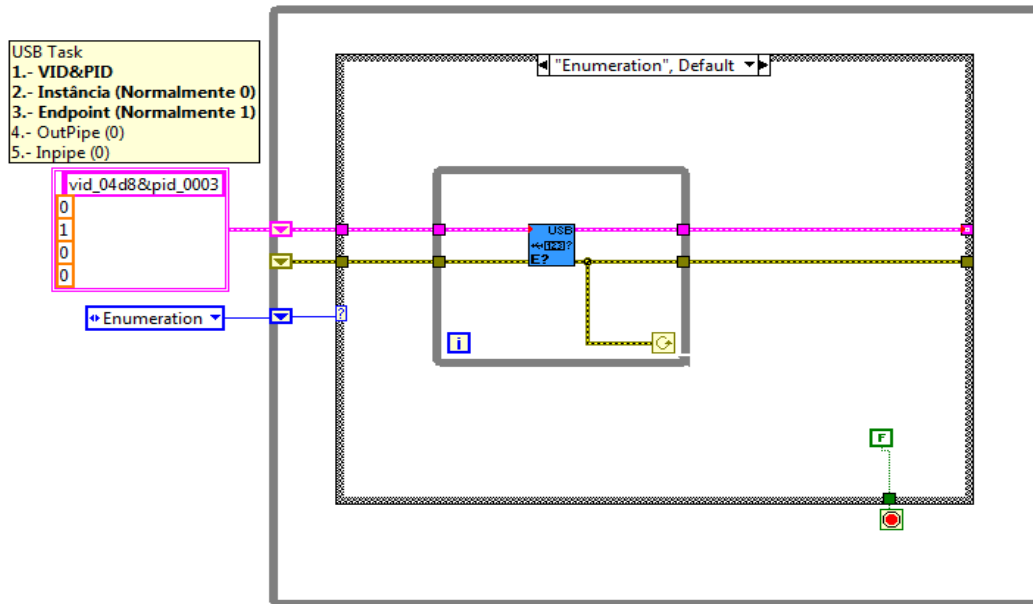 USB Task
1.- VID&PID
2.- Instância (Normalmente 0)
3.- Endpoint (Normalmente 1)
4.- OutPipe (0)
5.- Inpipe (0)
vid_04d8&pid_0003
0
1
0
0
Enumeration
"Enumeration", Default
?
USB
E?
i
F